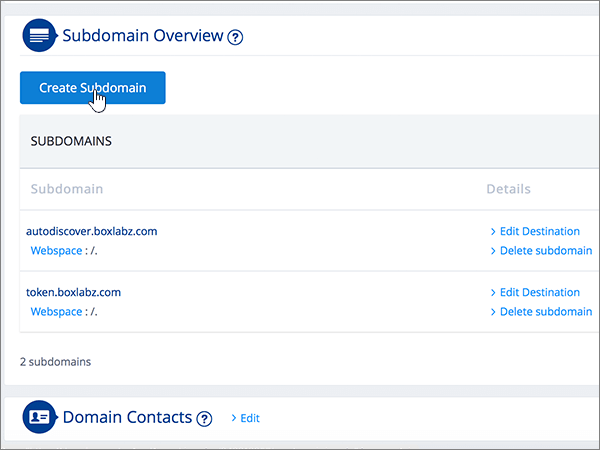 Subdomain Overview ?
Create Subdomain
SUBDOMAINS
Subdomain Details
autodiscover.boxlabz.com > Edit Destination
Webspace : /. > Delete subdomain
token.boxlabz.com > Edit Destination
Webspace : /. > Delete subdomain
2 subdomains
Domain Contacts ? > Edit